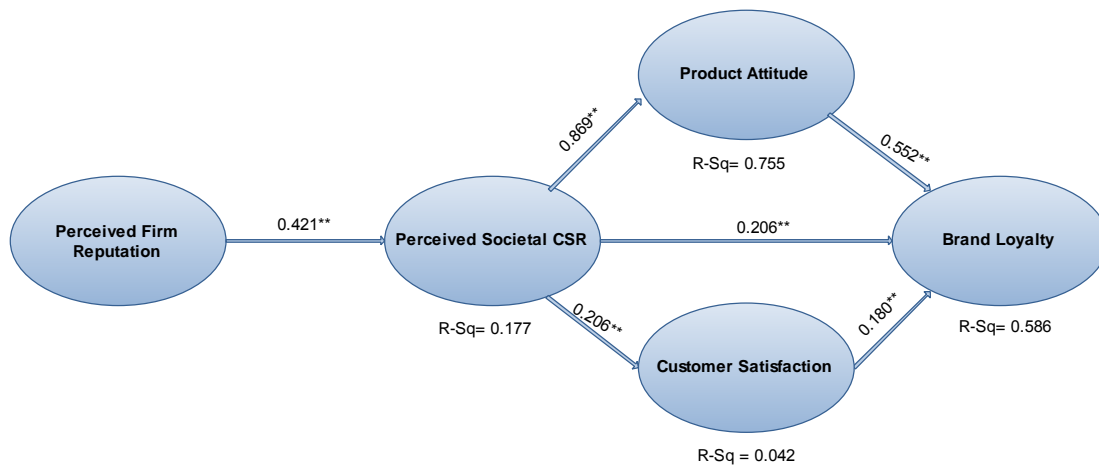 Product Attitude
0.869**
0.552**
R-Sq= 0.755
Perceived Firm
Reputation
0.421**
Perceived Societal CSR
0.206**
Brand Loyalty
R-Sq= 0.177
0.206**
0.180**
R-Sq= 0.586
Customer Satisfaction
R-Sq= 0.042